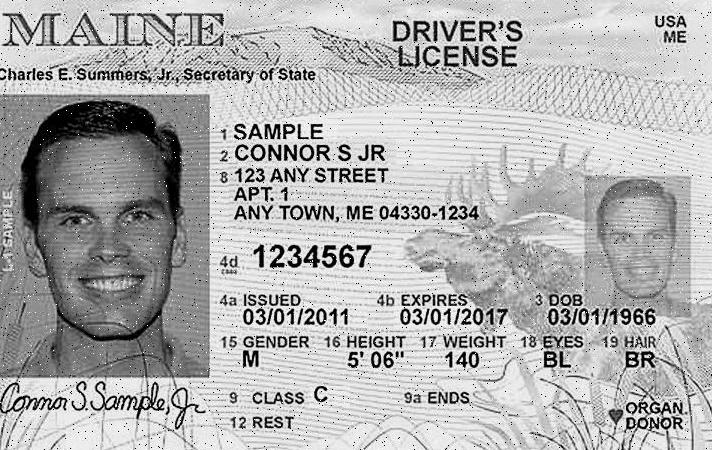 MAINE
DRIVER'S
LICENSE
USA
ME
Charles E. Summers, Jr., Secretary of State
1 SAMPLE
2 CONNOR S JR
8 123 ANY STREET
APT. 1
ANY TOWN, ME 04330-1234
4d 1234567
4a ISSUED 4b EXPIRES 3 DOB
03/01/2011 03/01/2017 03/01/1966
15 GENDER 16 HEIGHT 17 WEIGHT 18 EYES 19 HAIR
M 5' 06" 140 BL BR
9 CLASS C 9a ENDS
12 REST
L-1 SAMPLE
Connor S. Sample, Jr
ORGAN
DONOR